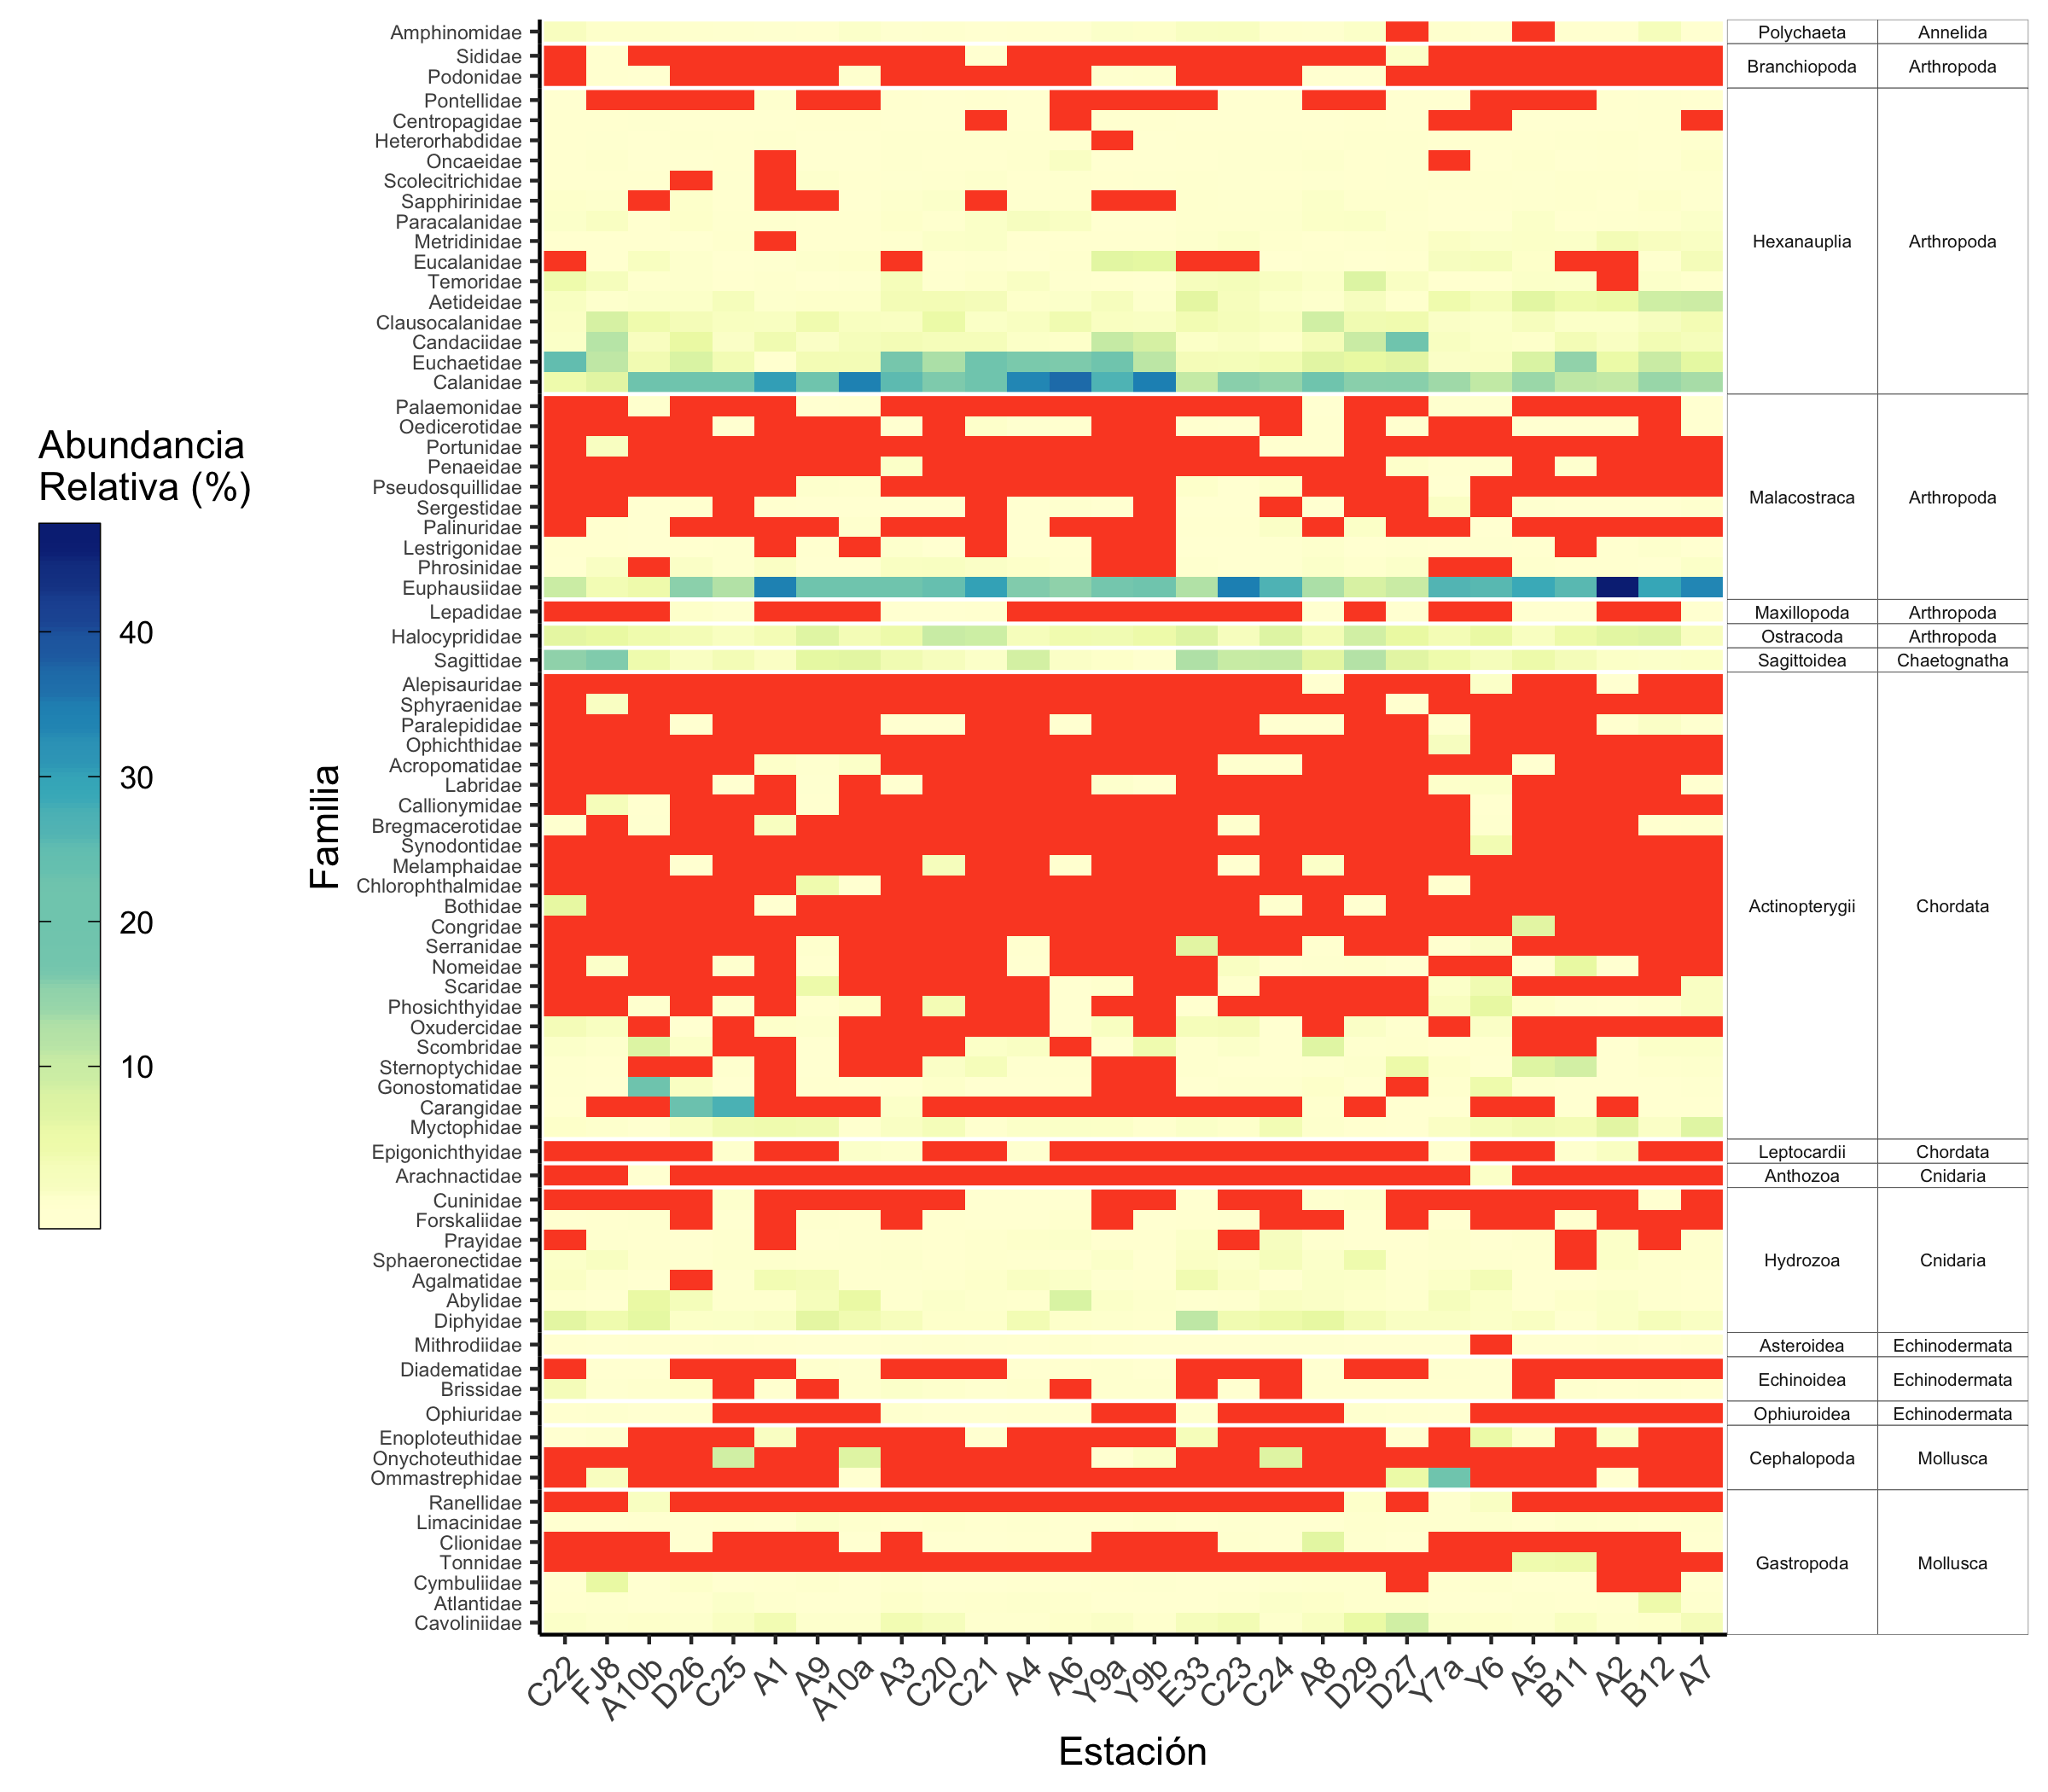 Abundancia
Relativa (%)
40
30
20
10
Familia
Amphinomidae
Sididae
Podonidae
Pontellidae
Centropagidae
Heterorhabdidae
Oncaeidae
Scolecitrichidae
Sapphirinidae
Paracalanidae
Metridinidae
Eucalanidae
Temoridae
Aetideidae
Clausocalanidae
Candaciidae
Euchaetidae
Calanidae
Palaemonidae
Oedicerotidae
Portunidae
Penaeidae
Pseudosquillidae
Sergestidae
Palinuridae
Lestrigonidae
Phrosinidae
Euphausiidae
Lepadidae
Halocyprididae
Sagittidae
Alepisauridae
Sphyraenidae
Paralepididae
Ophichthidae
Acropomatidae
Labridae
Callionymidae
Bregmacerotidae
Synodontidae
Melamphaidae
Chlorophthalmidae
Bothidae
Congridae
Serranidae
Nomeidae
Scaridae
Phosichthyidae
Oxudercidae
Scombridae
Sternoptychidae
Gonostomatidae
Carangidae
Myctophidae
Epigonichthyidae
Arachnactidae
Cuninidae
Forskaliidae
Prayidae
Sphaeronectidae
Agalmatidae
Abylidae
Diphyidae
Mithrodiidae
Diadematidae
Brissidae
Ophiuridae
Enoploteuthidae
Onychoteuthidae
Ommastrephidae
Ranellidae
Limacinidae
Clionidae
Tonnidae
Cymbuliidae
Atlantidae
Cavoliniidae
Polychaeta Annelida
Branchiopoda Arthropoda
Hexanauplia Arthropoda
Malacostraca Arthropoda
Maxillopoda Arthropoda
Ostracoda Arthropoda
Sagittoidea Chaetognatha
Actinopterygii Chordata
Leptocardii Chordata
Anthozoa Cnidaria
Hydrozoa Cnidaria
Asteroidea Echinodermata
Echinoidea Echinodermata
Ophiuroidea Echinodermata
Cephalopoda Mollusca
Gastropoda Mollusca
C22 FJ8 A10b D26 C25 A1 A9 A10a A3 C20 C21 A4 A6 Y9a Y9b E33 C23 C24 A8 D29 D27 Y7a Y6 A5 B11 A2 B12 A7
Estación